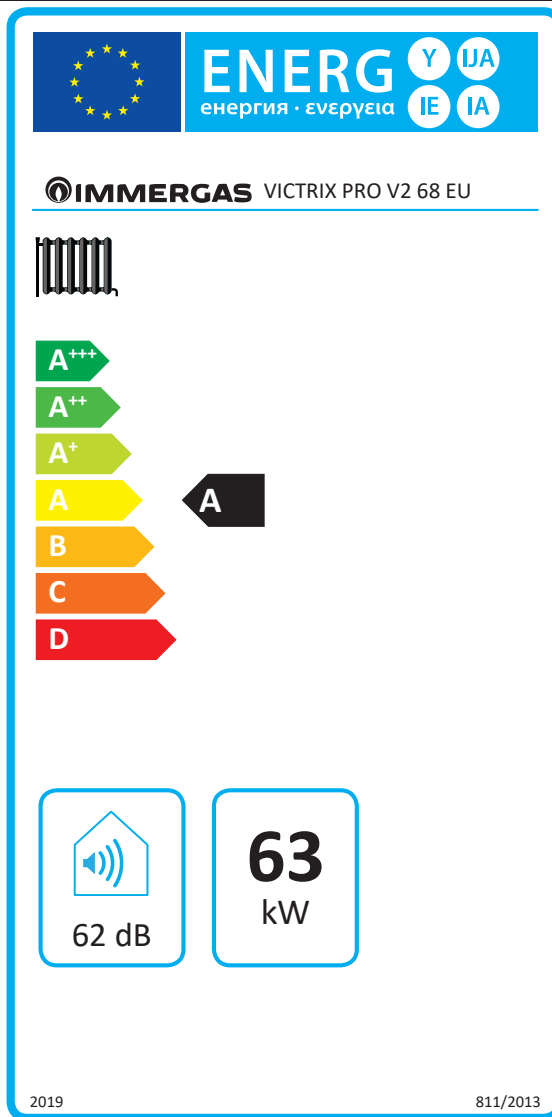 ENERG Y IJA
енергия · ενεργεια IE IA
IMMERGAS VICTRIX PRO V2 68 EU
A+++
A++
A+
A A
B
C
D
62 dB
63
kW
2019 811/2013